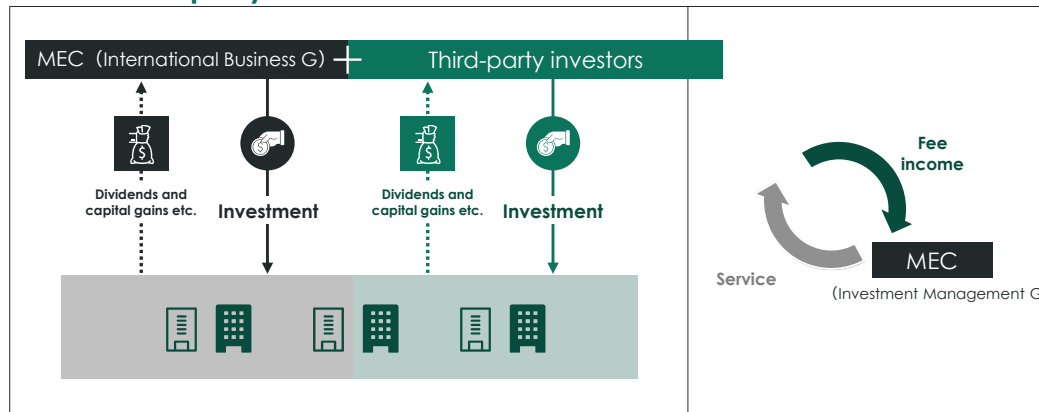 MEC（International Business G）
Third-party investors
Dividends and
capital gains etc.
Investment
Dividends and
capital gains etc.
Investment
Fee
income
Service
MEC
（Investment Management G